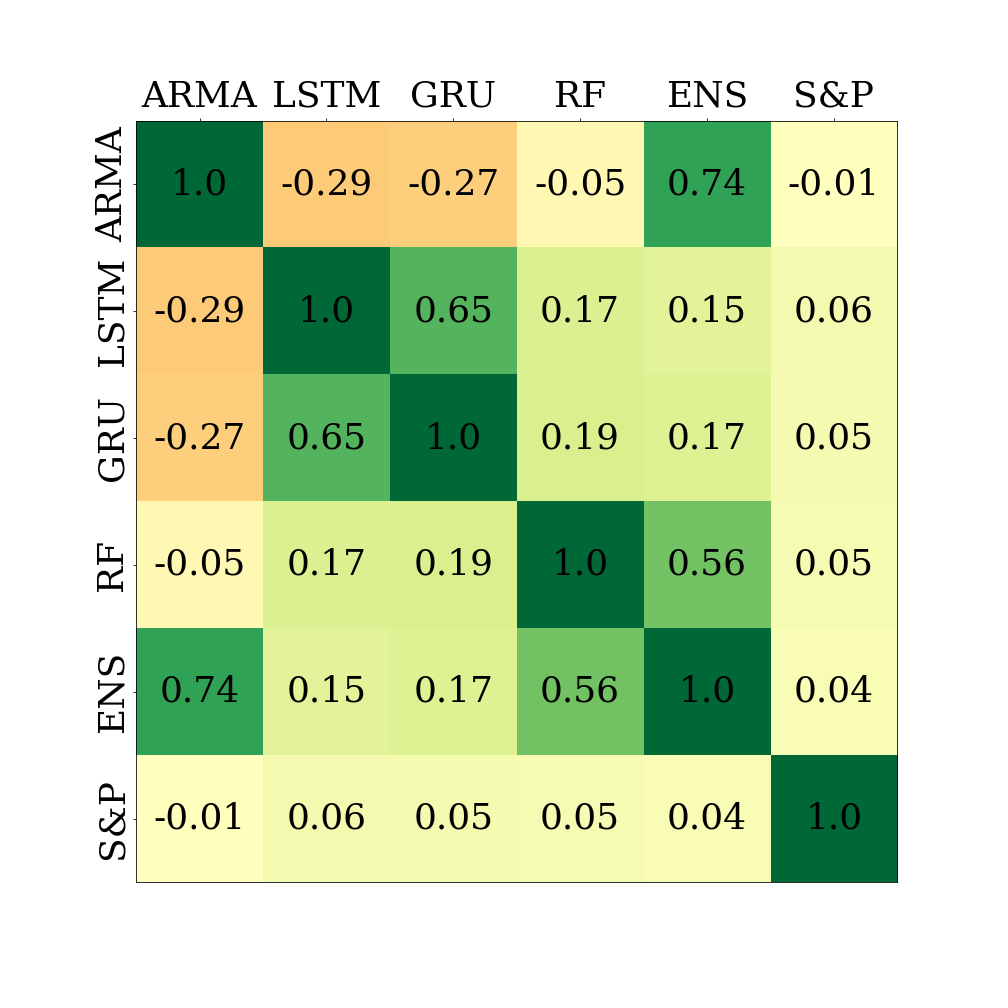 ARMA LSTM GRU RF ENS S&P
ARMA 1.0 -0.29 -0.27 -0.05 0.74 -0.01
LSTM -0.29 1.0 0.65 0.17 0.15 0.06
GRU -0.27 0.65 1.0 0.19 0.17 0.05
RF -0.05 0.17 0.19 1.0 0.56 0.05
ENS 0.74 0.15 0.17 0.56 1.0 0.04
S&P -0.01 0.06 0.05 0.05 0.04 1.0